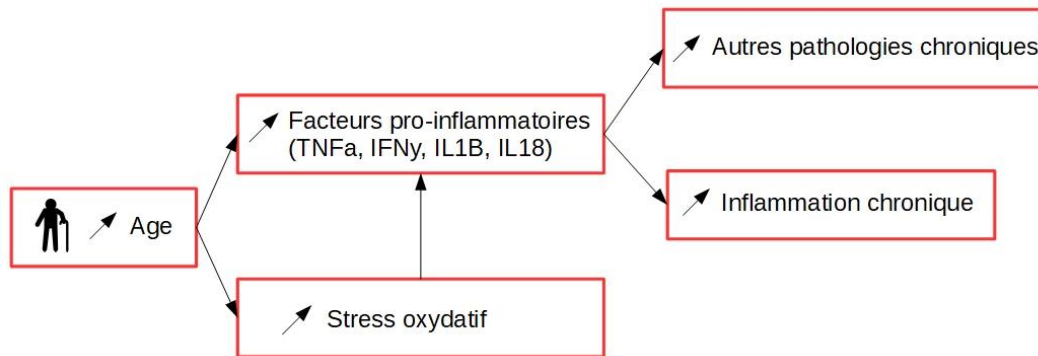 Age
Facteurs pro-inflammatoires
(TNFa, IFNy, IL1B, IL18)
Stress oxydatif
Autres pathologies chroniques
Inflammation chronique